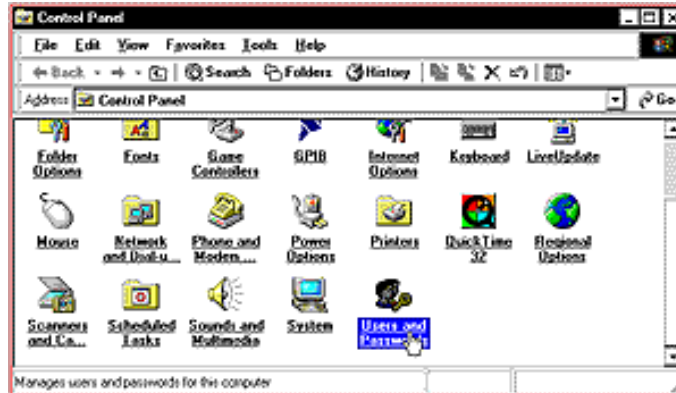 Control Panel
File Edit View Favorites Tools Help
Back Search Folders History
Address Control Panel Go
Folder Options
Fonts
Game Controllers
GPIB
Internet Options
Keyboard
LiveUpdate
Mouse
Network and Dial-u...
Phone and Modem ...
Power Options
Printers
QuickTime 32
Regional Options
Scanners and Ca...
Scheduled Tasks
Sounds and Multimedia
System
Users and Passwords
Manages users and passwords for this computer